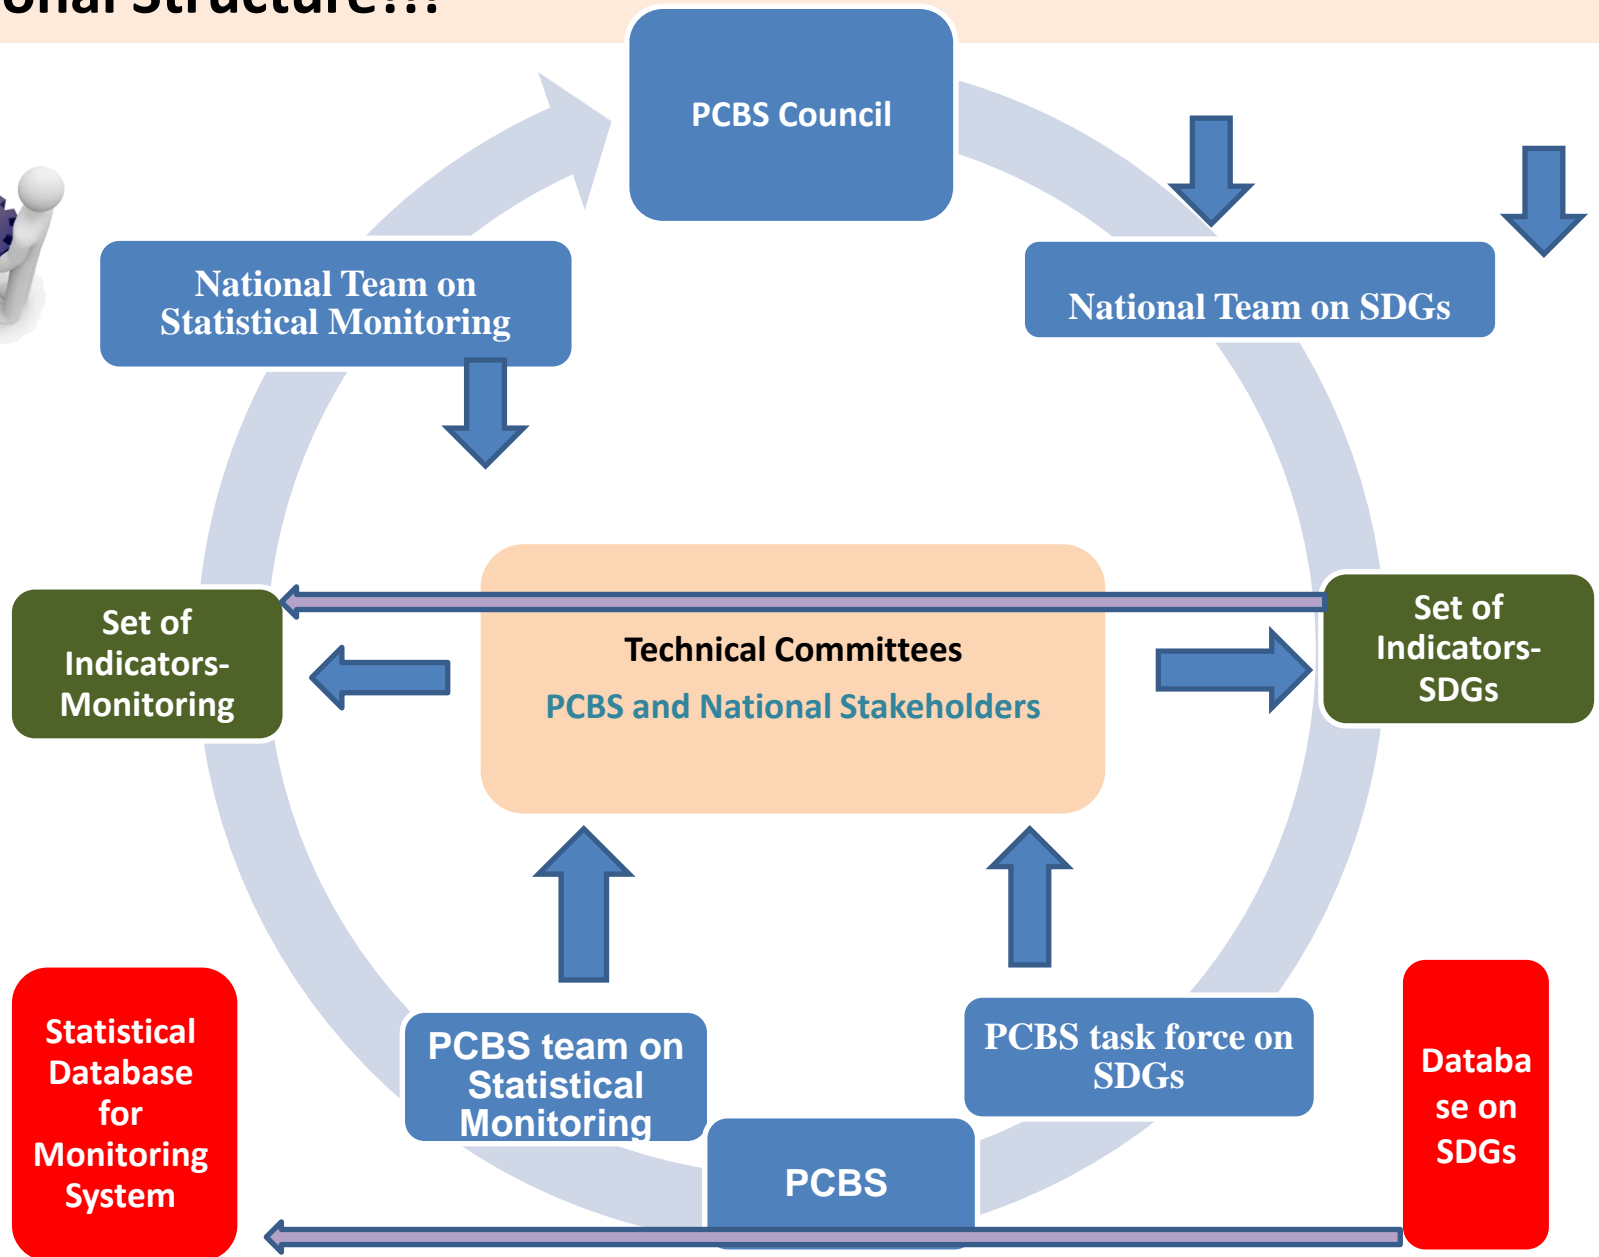 Structure!!!
PCBS Council
National Team on
Statistical Monitoring
National Team on SDGs
Set of
Indicators-
Monitoring
Technical Committees
PCBS and National Stakeholders
Set of
Indicators-
SDGs
Statistical
Database
for
Monitoring
System
PCBS team on
Statistical
Monitoring
PCBS task force on
SDGs
PCBS
Databa
se on
SDGs